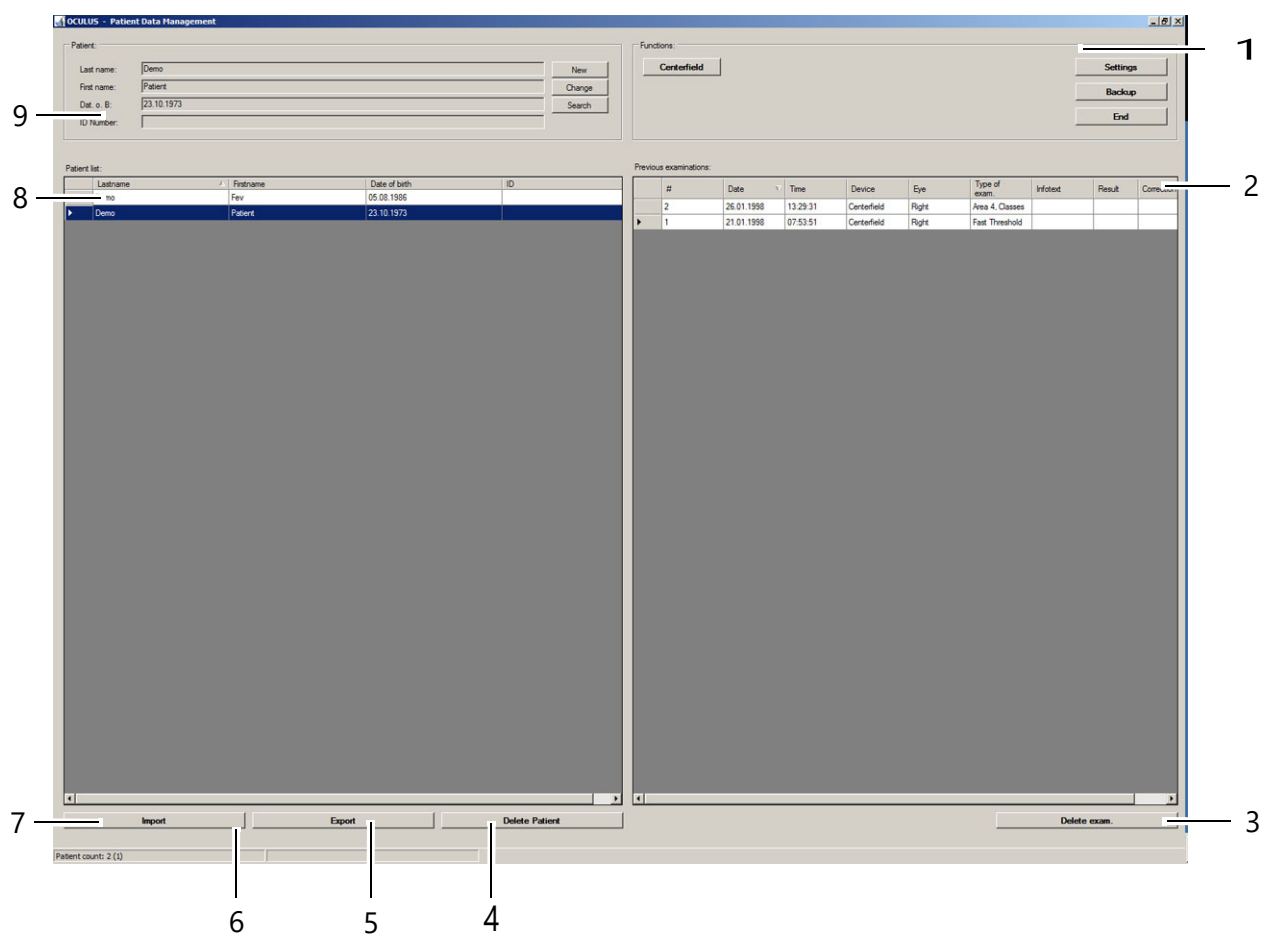 OCULUS - Patient Data Management
Patient:
Last name: Demo New
First name: Patient Change
Dat. o. B: 23.10.1973 Search
ID Number:
Functions:
Centerfield Settings
Backup
End
1
9
Patient list:
Lastname Firstname Date of birth ID
Fev 05.08.1986
Demo Patient 23.10.1973
8
Previous examinations:
# Date Time Device Eye Type of exam. Infotext Result Correction
2 26.01.1998 13:29:31 Centerfield Right Area 4, Classes
1 21.01.1998 07:53:51 Centerfield Right Fast Threshold
2
7 Import Export Delete Patient Delete exam. 3
Patient count: 2 (1)
6 5 4